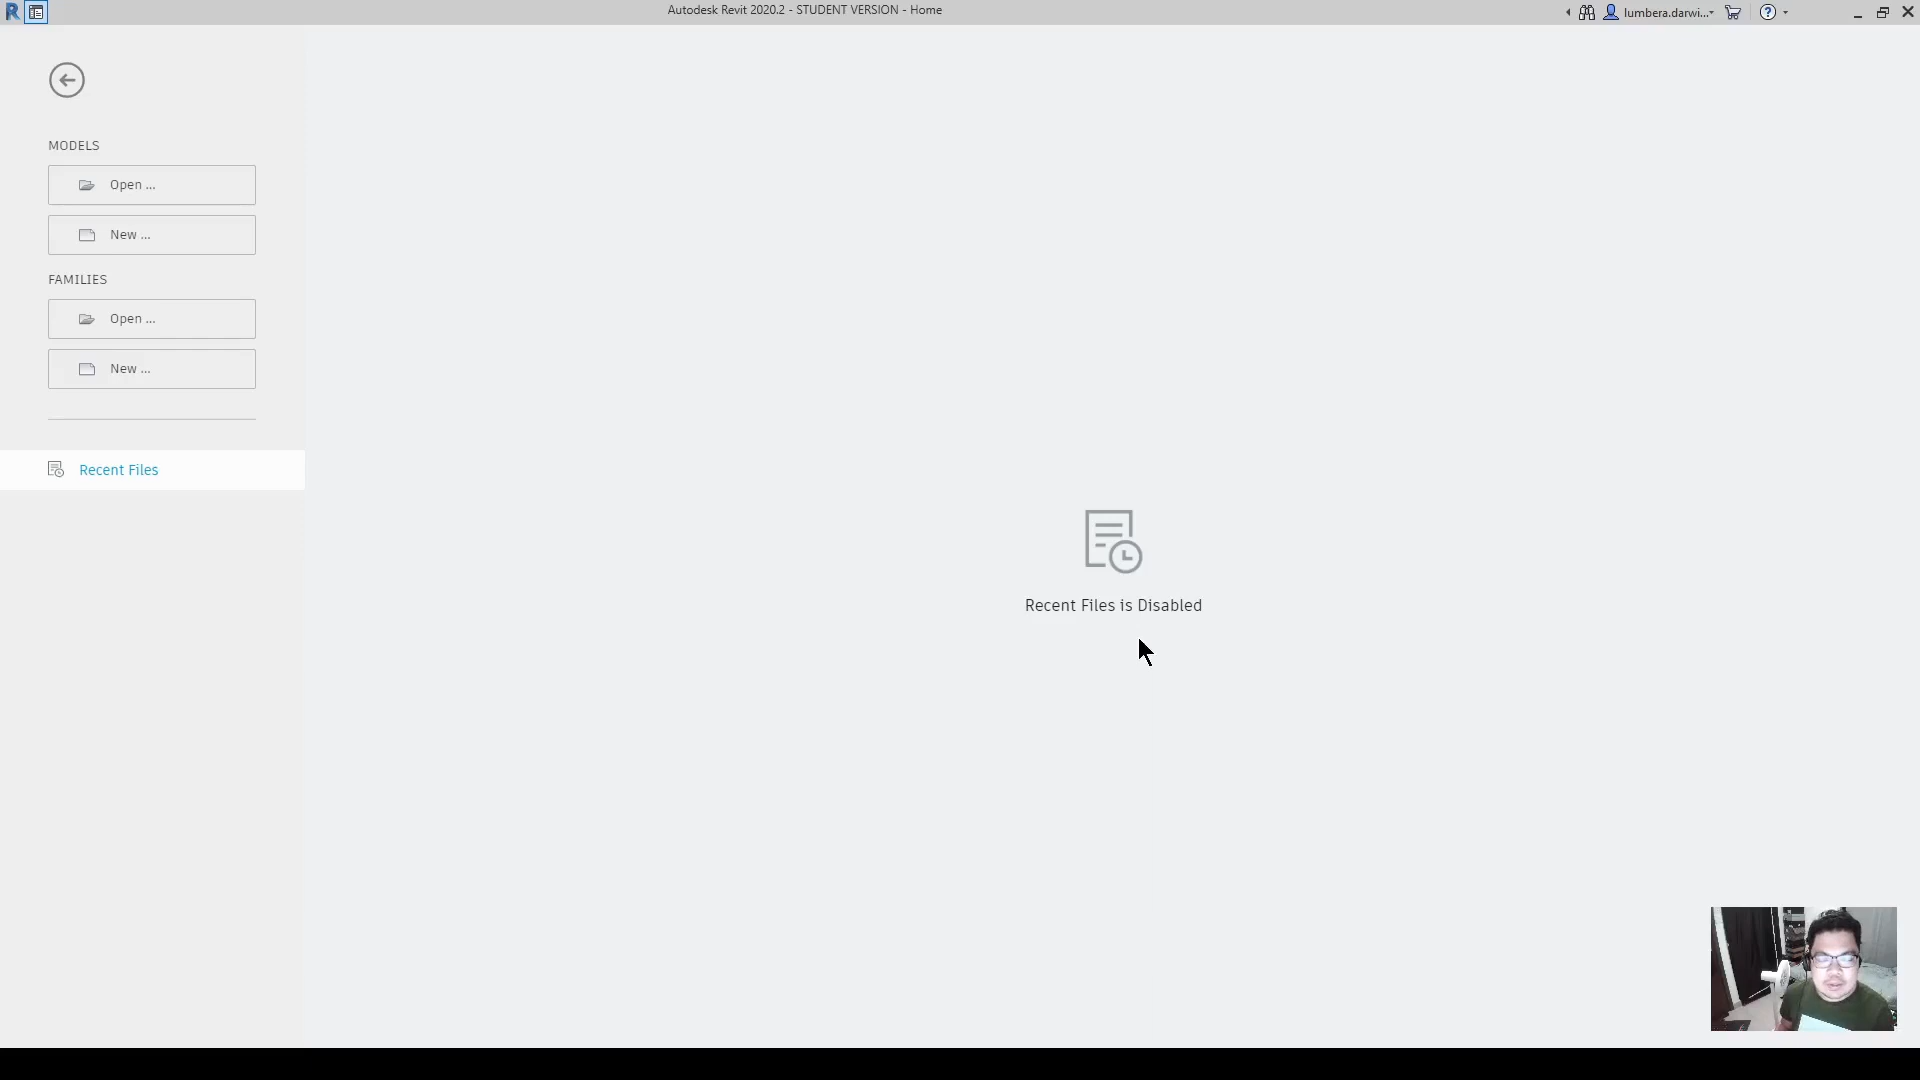 Autodesk Revit 2020.2 - STUDENT VERSION - Home
lumbera.darwi...
MODELS
Open ...
New ...
FAMILIES
Open ...
New ...
Recent Files
Recent Files is Disabled